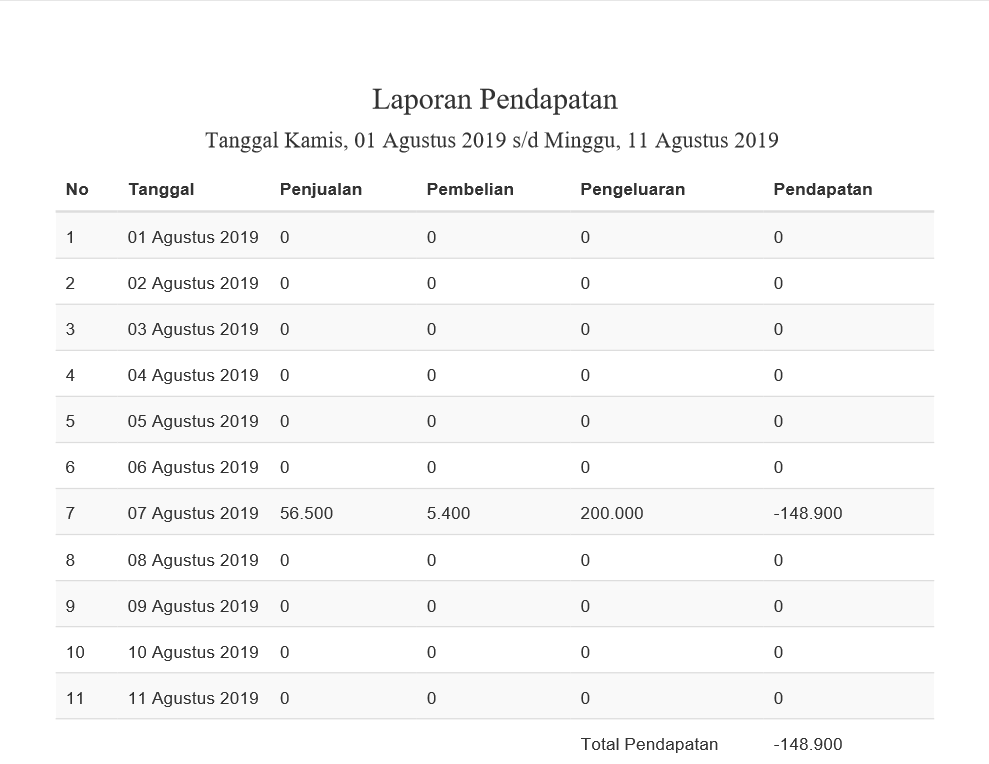 Laporan Pendapatan
Tanggal Kamis, 01 Agustus 2019 s/d Minggu, 11 Agustus 2019
No Tanggal Penjualan Pembelian Pengeluaran Pendapatan
1 01 Agustus 2019 0 0 0 0
2 02 Agustus 2019 0 0 0 0
3 03 Agustus 2019 0 0 0 0
4 04 Agustus 2019 0 0 0 0
5 05 Agustus 2019 0 0 0 0
6 06 Agustus 2019 0 0 0 0
7 07 Agustus 2019 56.500 5.400 200.000 -148.900
8 08 Agustus 2019 0 0 0 0
9 09 Agustus 2019 0 0 0 0
10 10 Agustus 2019 0 0 0 0
11 11 Agustus 2019 0 0 0 0
Total Pendapatan -148.900